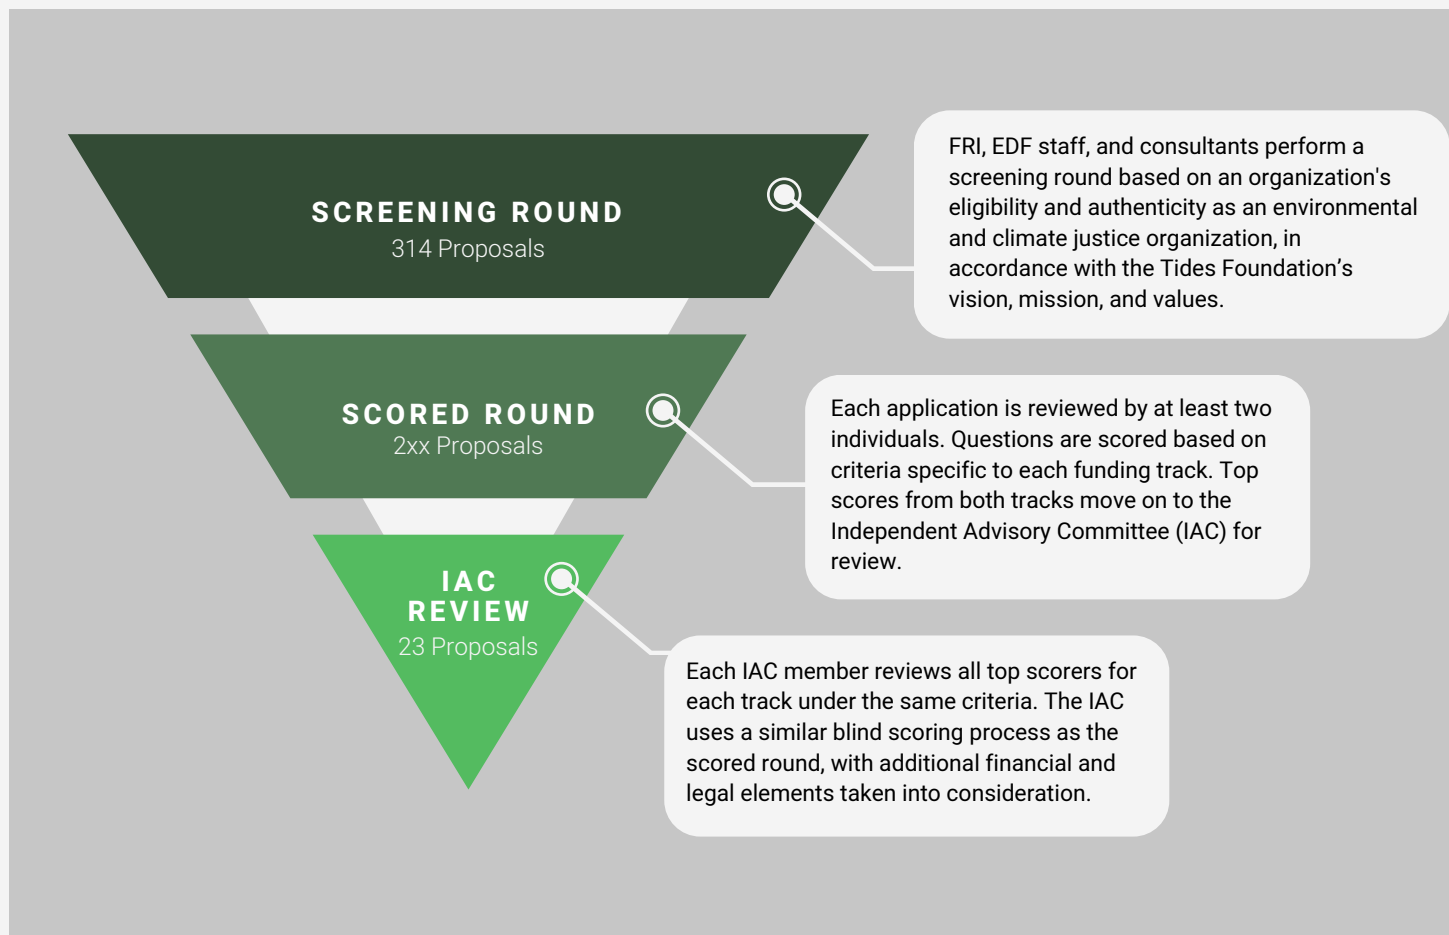 SCREENING ROUND
314 Proposals
FRI, EDF staff, and consultants perform a
screening round based on an organization's
eligibility and authenticity as an environmental
and climate justice organization, in
accordance with the Tides Foundation’s
vision, mission, and values.
SCORED ROUND
2xx Proposals
Each application is reviewed by at least two
individuals. Questions are scored based on
criteria specific to each funding track. Top
scores from both tracks move on to the
Independent Advisory Committee (IAC) for
review.
IAC
REVIEW
23 Proposals
Each IAC member reviews all top scorers for
each track under the same criteria. The IAC
uses a similar blind scoring process as the
scored round, with additional financial and
legal elements taken into consideration.